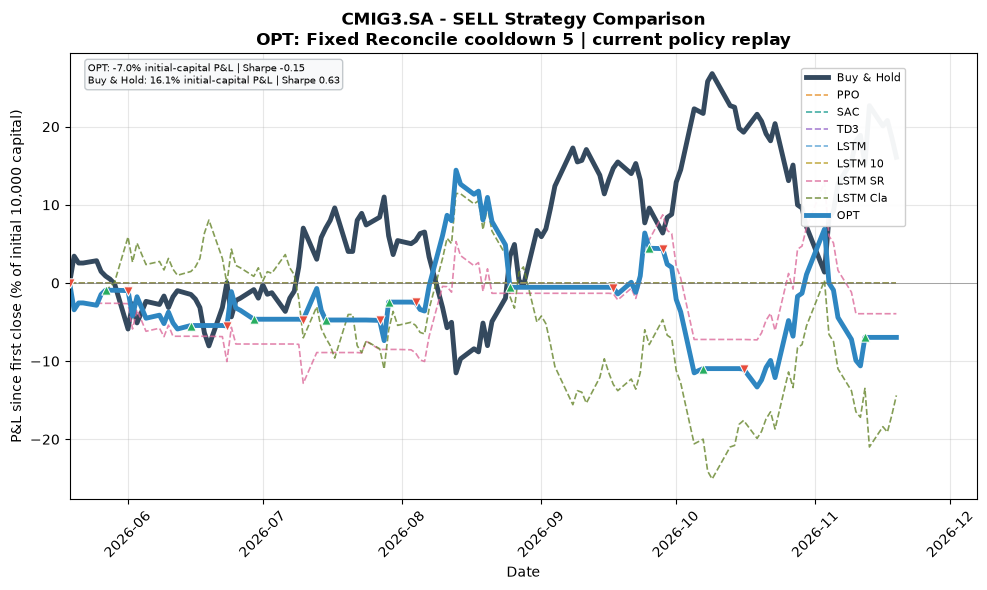 CMIG3.SA - SELL Strategy Comparison
OPT: Fixed Reconcile cooldown 5 | current policy replay
OPT: -7.0% initial-capital P&L | Sharpe -0.15
Buy & Hold: 16.1% initial-capital P&L | Sharpe 0.63
Buy & Hold
PPO
SAC
TD3
LSTM
LSTM 10
LSTM SR
LSTM Cla
OPT
P&L since first close (% of initial 10,000 capital)
20
10
0
−10
−20
2026-06
2026-07
2026-08
2026-09
2026-10
2026-11
2026-12
Date